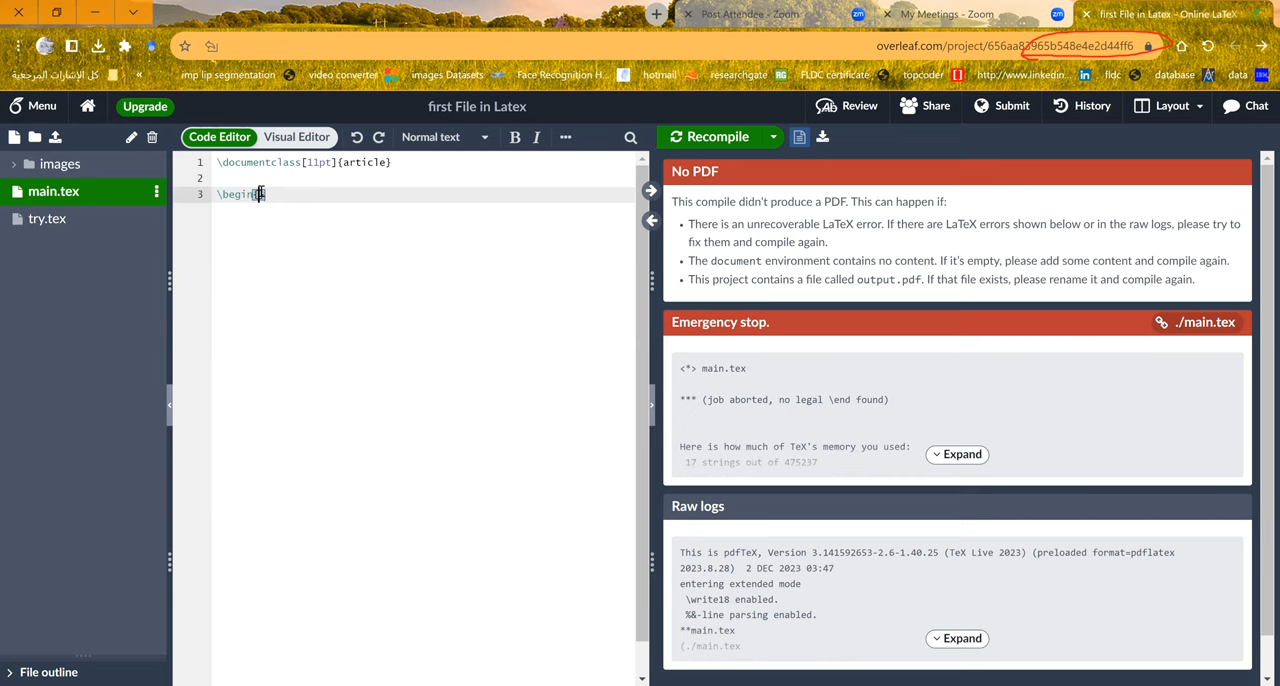 Post Attendee - Zoom
My Meetings - Zoom
first File in Latex - Online LaTeX
overleaf.com/project/656aa83965b548e4e2d44ff6
كل الإشارات المرجعية
»
imp lip segmentation
video converter
images Datasets
Face Recognition H...
hotmail
researchgate
FLDC certificate
topcoder
http://www.linkedin...
fldc
database
data
Menu
Upgrade
first File in Latex
Review
Share
Submit
History
Layout
Chat
Code Editor
Visual Editor
Normal text
B I
Recompile
images
main.tex
try.tex
File outline
1 \documentclass[11pt]{article}
2
3 \begin{}
No PDF
This compile didn't produce a PDF. This can happen if:
• There is an unrecoverable LaTeX error. If there are LaTeX errors shown below or in the raw logs, please try to
fix them and compile again.
• The document environment contains no content. If it's empty, please add some content and compile again.
• This project contains a file called output.pdf. If that file exists, please rename it and compile again.
Emergency stop.
./main.tex
<*> main.tex
*** (job aborted, no legal \end found)
Here is how much of TeX's memory you used:
17 strings out of 475237
Expand
Raw logs
This is pdfTeX, Version 3.141592653-2.6-1.40.25 (TeX Live 2023) (preloaded format=pdflatex
2023.8.28)  2 DEC 2023 03:47
entering extended mode
\write18 enabled.
%&-line parsing enabled.
**main.tex
(./main.tex
Expand